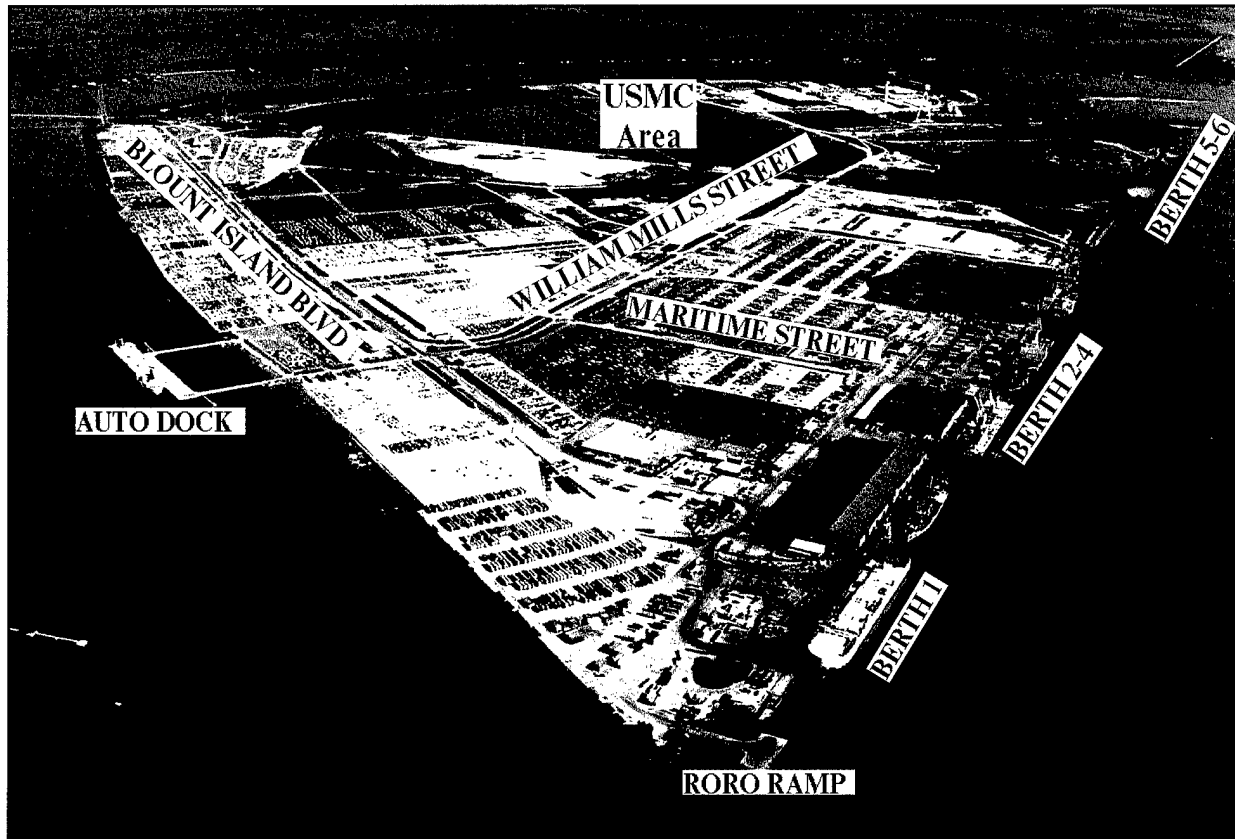 USMC
Area
BLOUNT ISLAND BLVD
WILLIAM MILLS STREET
MARITIME STREET
AUTO DOCK
BERTH 5-6
BERTH 2-4
BERTH 1
RORO RAMP